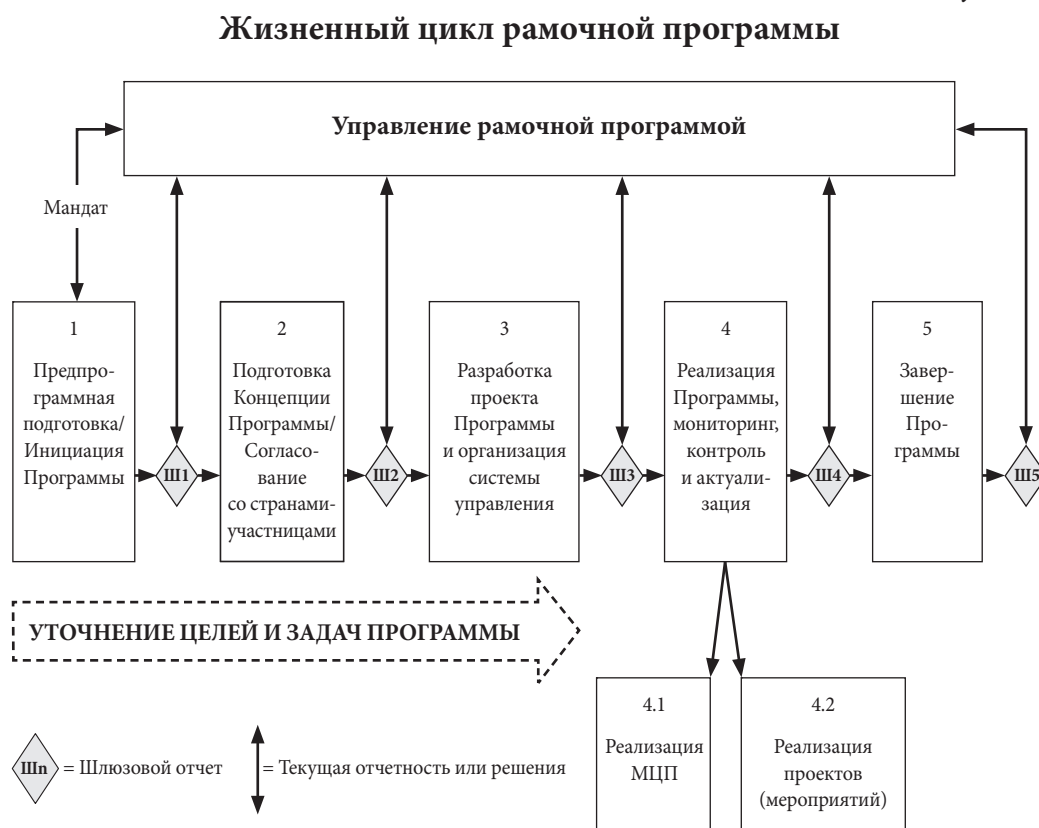 Жизненный цикл рамочной программы
Управление рамочной программой
Мандат
1
Предпро-
граммная
подготовка/
Инициация
Программы
Ш1
2
Подготовка
Концепции
Программы/
Согласо-
вание
со странами-
участницами
Ш2
3
Разработка
проекта
Программы
и организация
системы
управления
Ш3
4
Реализация
Программы,
мониторинг,
контроль
и актуали-
зация
Ш4
5
Завер-
шение
Про-
граммы
Ш5
УТОЧНЕНИЕ ЦЕЛЕЙ И ЗАДАЧ ПРОГРАММЫ
4.1
Реализация
МЦП
4.2
Реализация
проектов
(мероприятий)
Шn = Шлюзовой отчет
= Текущая отчетность или решения